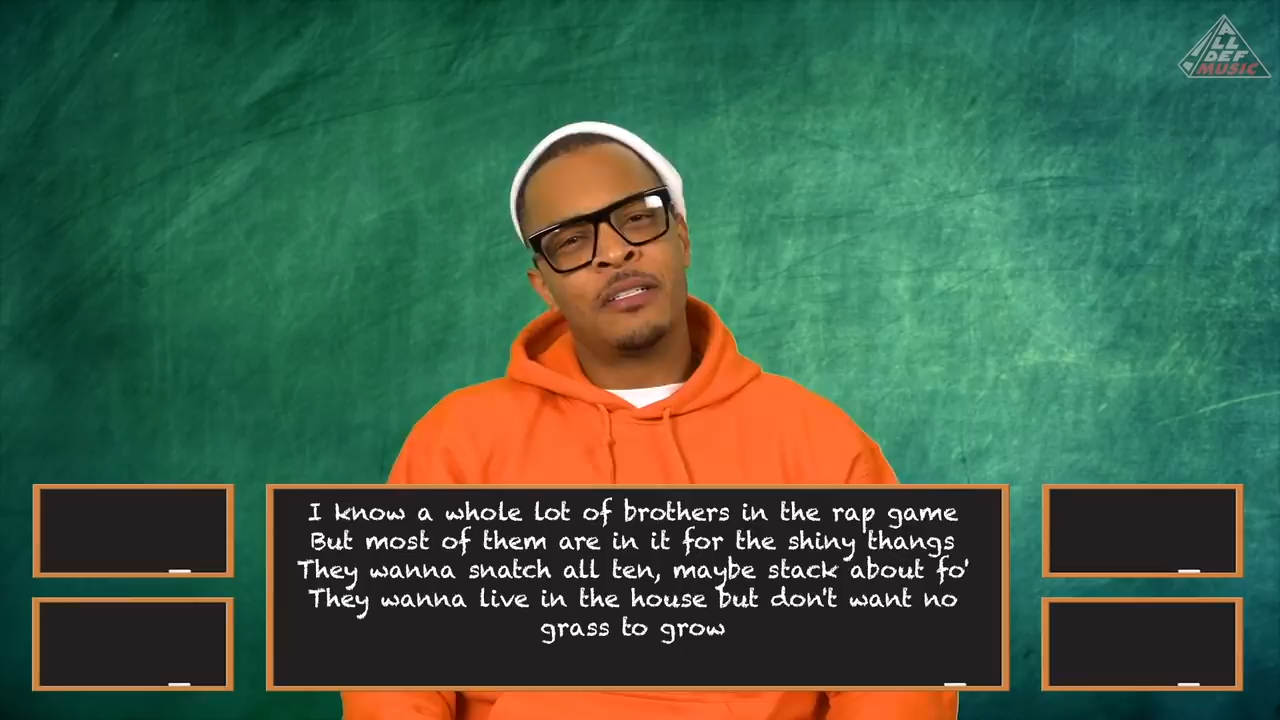 ALL
DEF
MUSIC
I know a whole lot of brothers in the rap game
But most of them are in it for the shiny thangs
They wanna snatch all ten, maybe stack about fo'
They wanna live in the house but don't want no
grass to grow